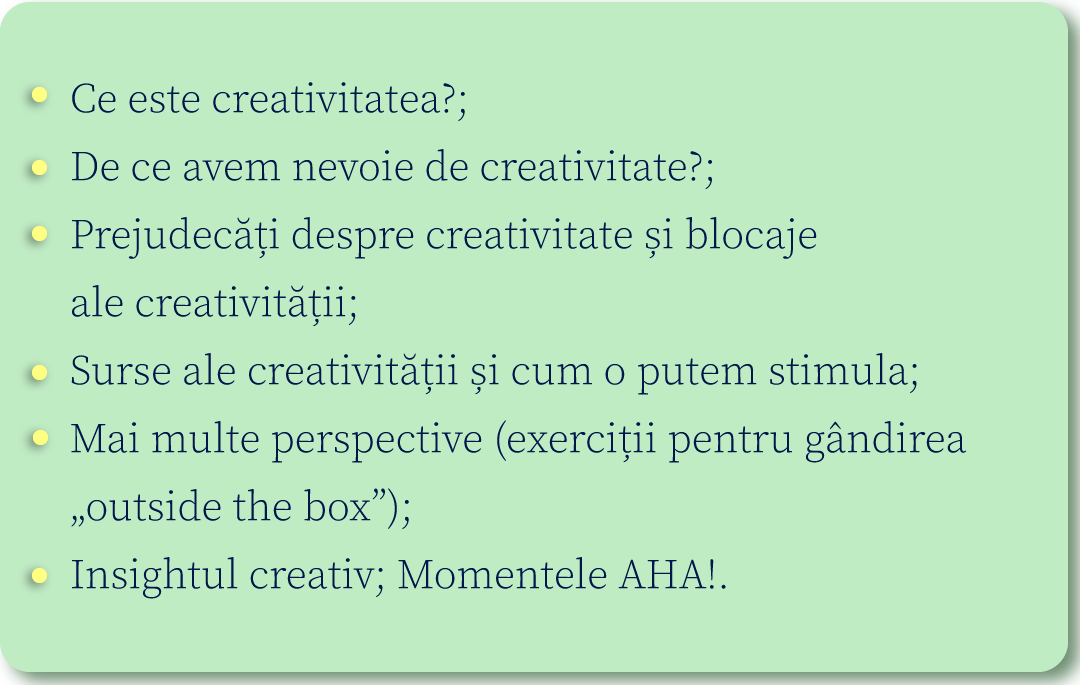 Ce este creativitatea?;
De ce avem nevoie de creativitate?;
Prejudecăți despre creativitate și blocaje
ale creativității;
Surse ale creativității și cum o putem stimula;
Mai multe perspective (exerciții pentru gândirea
„outside the box”);
Insightul creativ; Momentele AHA!.